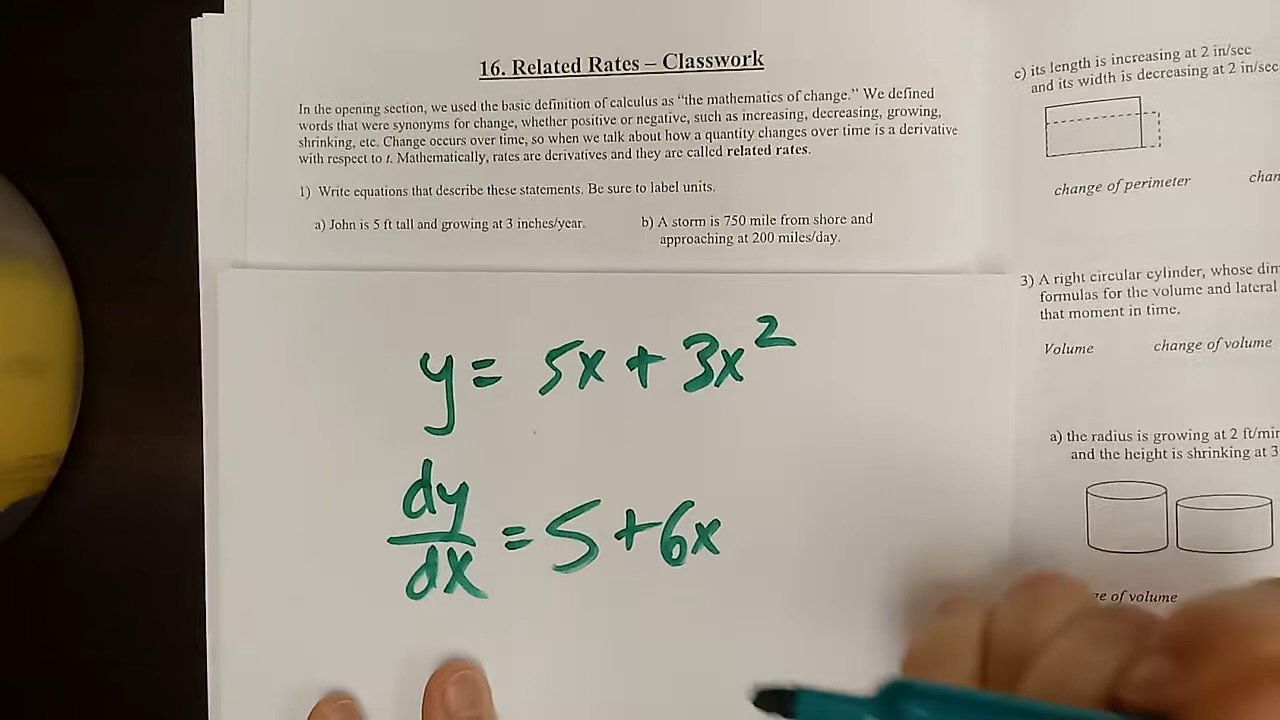 16. Related Rates – Classwork
In the opening section, we used the basic definition of calculus as “the mathematics of change.” We defined
words that were synonyms for change, whether positive or negative, such as increasing, decreasing, growing,
shrinking, etc. Change occurs over time, so when we talk about how a quantity changes over time is a derivative
with respect to t. Mathematically, rates are derivatives and they are called related rates.
1) Write equations that describe these statements. Be sure to label units.
a) John is 5 ft tall and growing at 3 inches/year.
b) A storm is 750 mile from shore and
approaching at 200 miles/day.
y = 5x + 3x²
dy/dx = 5 + 6x
c) its length is increasing at 2 in/sec
and its width is decreasing at 2 in/sec
change of perimeter
3) A right circular cylinder, whose
formulas for the volume and lateral
that moment in time.
Volume change of volume
a) the radius is growing at 2 ft/min
and the height is shrinking at 3
of volume